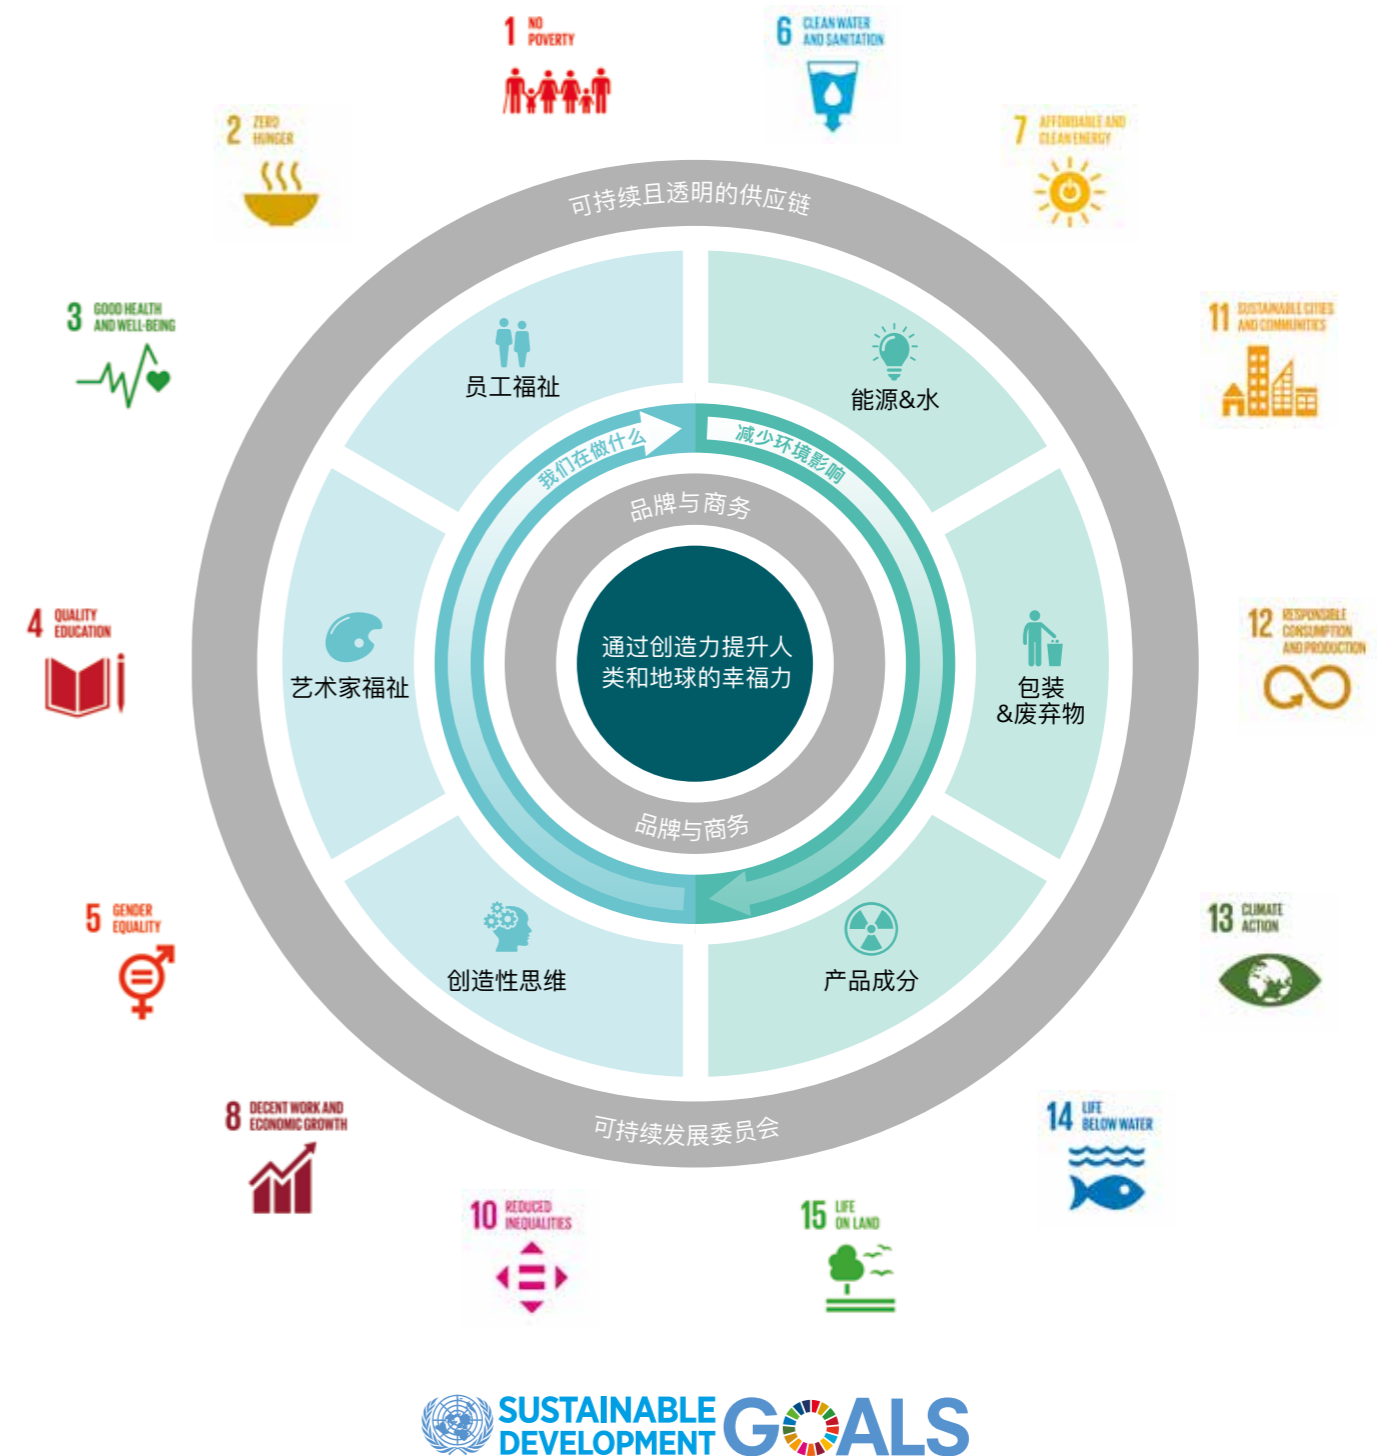 1 NO
POVERTY
6 CLEAN WATER
AND SANITATION
2 ZERO
HUNGER
7 AFFORDABLE AND
CLEAN ENERGY
3 GOOD HEALTH
AND WELL-BEING
11 SUSTAINABLE CITIES
AND COMMUNITIES
4 QUALITY
EDUCATION
12 RESPONSIBLE
CONSUMPTION
AND PRODUCTION
5 GENDER
EQUALITY
13 CLIMATE
ACTION
8 DECENT WORK AND
ECONOMIC GROWTH
14 LIFE
BELOW WATER
10 REDUCED
INEQUALITIES
15 LIFE
ON LAND
可持续且透明的供应链
员工福祉
能源&水
我们在做什么
减少环境影响
品牌与商务
通过创造力提升人
类和地球的幸福力
艺术家福祉
包装
&废弃物
品牌与商务
创造性思维
产品成分
可持续发展委员会
SUSTAINABLE
DEVELOPMENT
GOALS